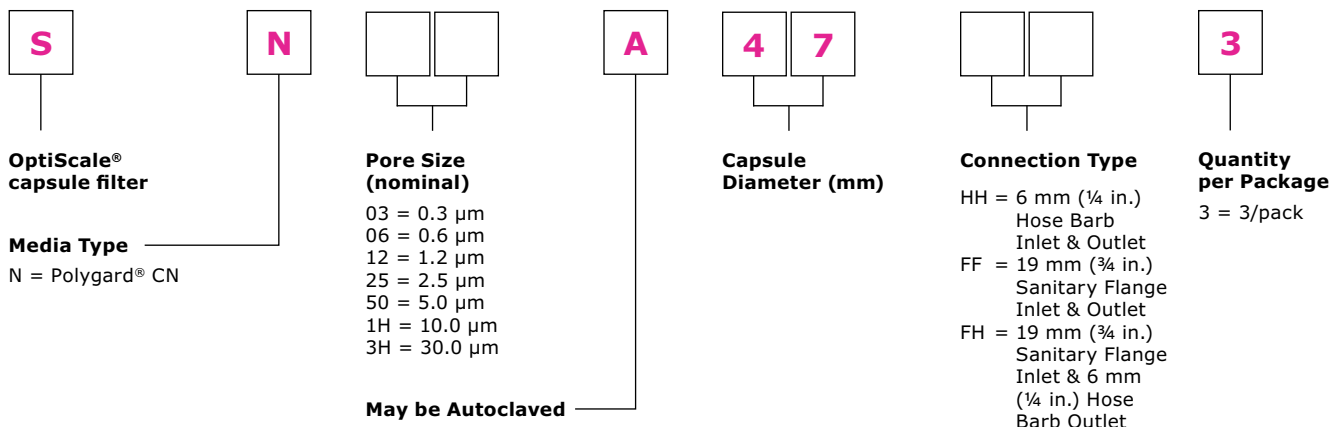 S N A 4 7 3
OptiScale®
capsule filter
Media Type
N = Polygard® CN
Pore Size
(nominal)
03 = 0.3 µm
06 = 0.6 µm
12 = 1.2 µm
25 = 2.5 µm
50 = 5.0 µm
1H = 10.0 µm
3H = 30.0 µm
May be Autoclaved
Capsule
Diameter (mm)
Connection Type
HH = 6 mm (¼ in.)
Hose Barb
Inlet & Outlet
FF = 19 mm (¾ in.)
Sanitary Flange
Inlet & Outlet
FH = 19 mm (¾ in.)
Sanitary Flange
Inlet & 6 mm
(¼ in.) Hose
Barb Outlet
Quantity
per Package
3 = 3/pack